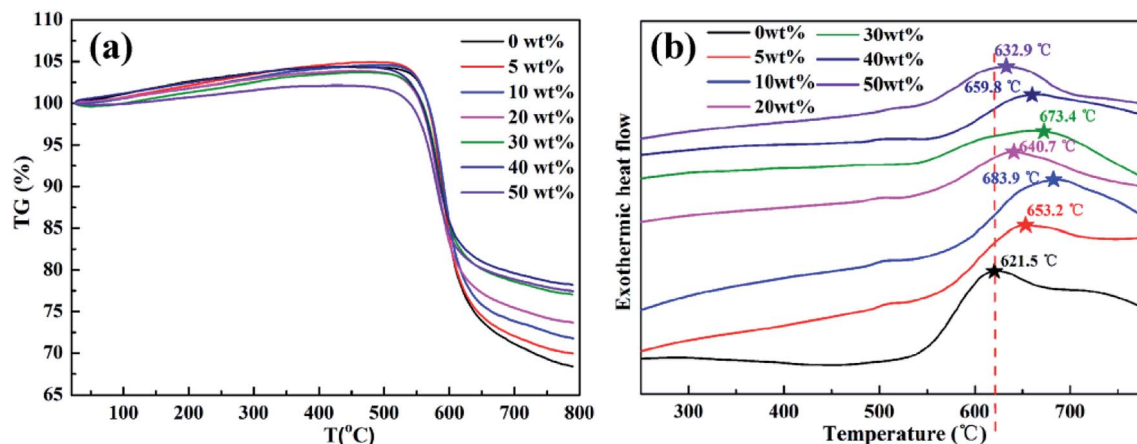 (a)
TG (%)
105
100
95
90
85
80
75
70
65
100 200 300 400 500 600 700 800
T(°C)
0 wt%
5 wt%
10 wt%
20 wt%
30 wt%
40 wt%
50 wt%
(b)
Exothermic heat flow
0wt%
5wt%
10wt%
20wt%
30wt%
40wt%
50wt%
632.9 ℃
659.8 ℃
673.4 ℃
640.7 ℃
683.9 ℃
653.2 ℃
621.5 ℃
300 400 500 600 700
Temperature (℃)